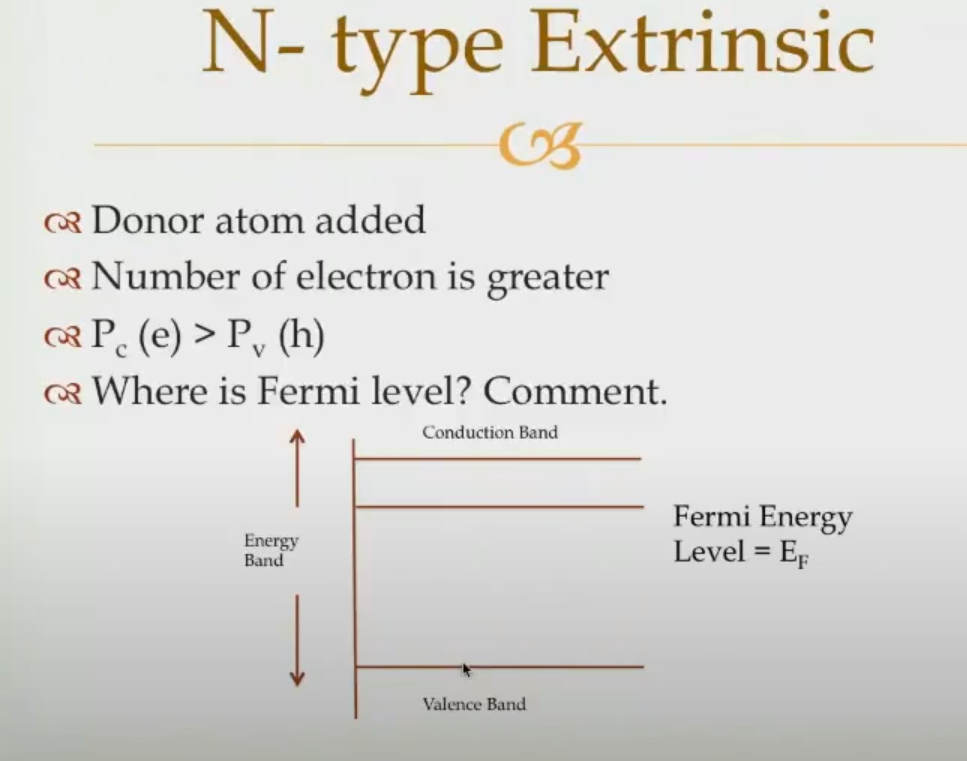 N- type Extrinsic
Donor atom added
Number of electron is greater
P_c (e) > P_v (h)
Where is Fermi level? Comment.
Conduction Band
Fermi Energy
Level = E_F
Energy
Band
Valence Band